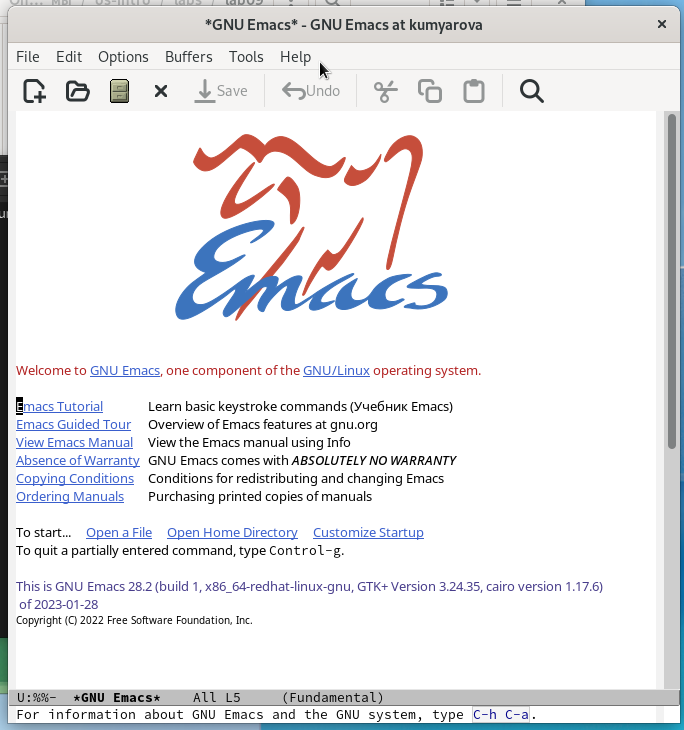 os-intro / labs / lab09
*GNU Emacs* - GNU Emacs at kumyarova
File Edit Options Buffers Tools Help
Save Undo
Emacs
Welcome to GNU Emacs, one component of the GNU/Linux operating system.
Emacs Tutorial Learn basic keystroke commands (Учебник Emacs)
Emacs Guided Tour Overview of Emacs features at gnu.org
View Emacs Manual View the Emacs manual using Info
Absence of Warranty GNU Emacs comes with ABSOLUTELY NO WARRANTY
Copying Conditions Conditions for redistributing and changing Emacs
Ordering Manuals Purchasing printed copies of manuals
To start... Open a File Open Home Directory Customize Startup
To quit a partially entered command, type Control-g.
This is GNU Emacs 28.2 (build 1, x86_64-redhat-linux-gnu, GTK+ Version 3.24.35, cairo version 1.17.6)
of 2023-01-28
Copyright (C) 2022 Free Software Foundation, Inc.
U:%%- *GNU Emacs* All L5 (Fundamental)
For information about GNU Emacs and the GNU system, type C-h C-a.